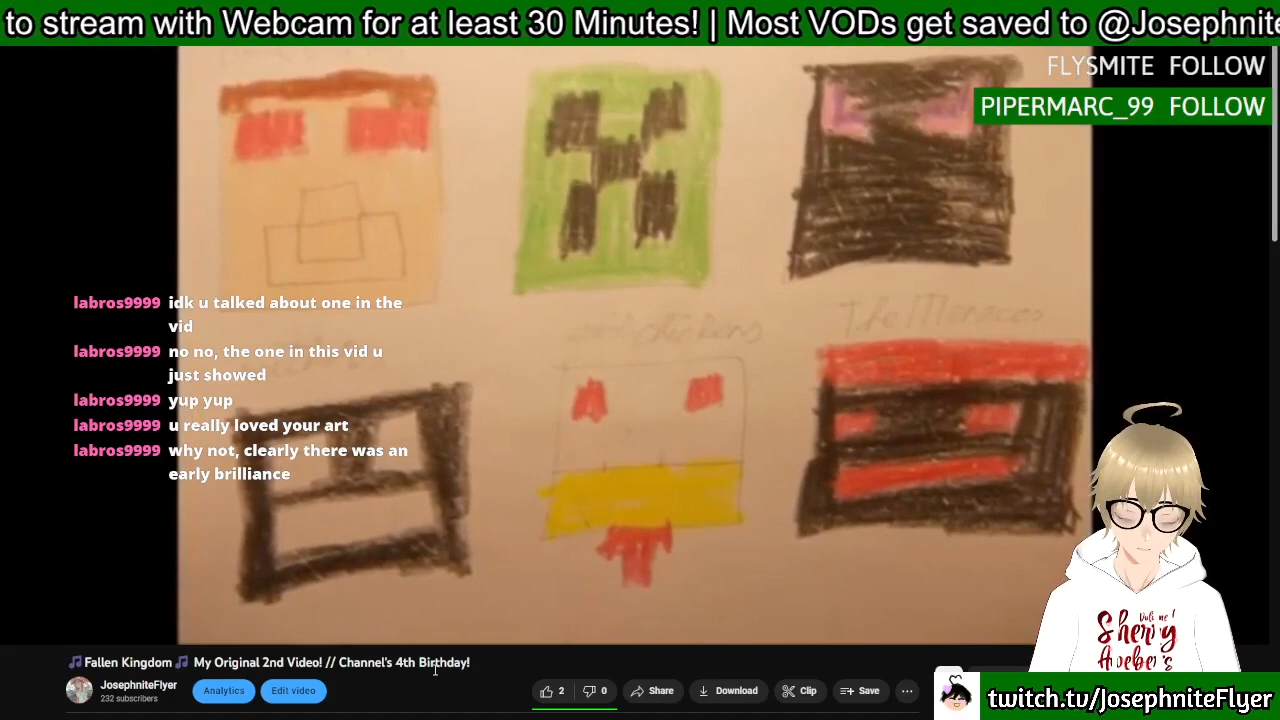 to stream with Webcam for at least 30 Minutes! | Most VODs get saved to @Josephnite
FLYSMITE FOLLOW
PIPERMARC_99 FOLLOW
The Menaces
chickens
labros9999 idk u talked about one in the
vid
labros9999 no no, the one in this vid u
just showed
labros9999 yup yup
labros9999 u really loved your art
labros9999 why not, clearly there was an
early brilliance
Sherry
🎵 Fallen Kingdom 🎵 My Original 2nd Video! // Channel's 4th Birthday!
JosephniteFlyer
232 subscribers
Analytics
Edit video
2
0
Share
Download
Clip
Save
twitch.tv/JosephniteFlyer